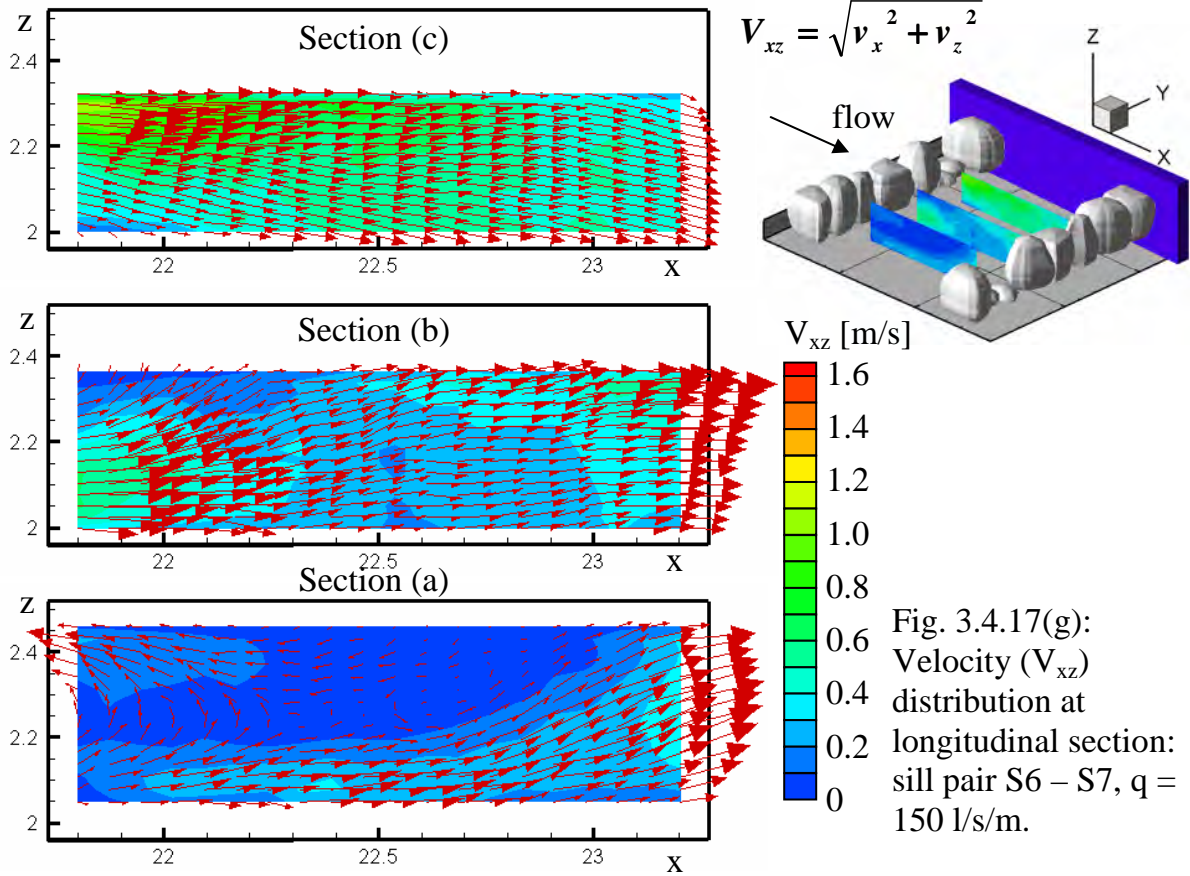 z
Section (c)
2.4
2.2
2
22
22.5
23
x
V_xz = √v_x² + v_z²
flow
Z
Y
X
z
Section (b)
2.4
2.2
2
22
22.5
23
x
z
Section (a)
2.4
2.2
2
22
22.5
23
x
V_xz [m/s]
1.6
1.4
1.2
1.0
0.8
0.6
0.4
0.2
0
Fig. 3.4.17(g):
Velocity (V_xz)
distribution at
longitudinal section:
sill pair S6 – S7, q =
150 l/s/m.